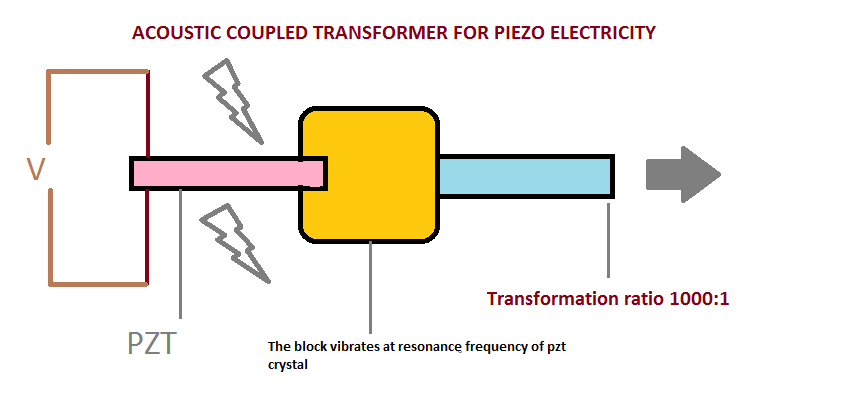 ACOUSTIC COUPLED TRANSFORMER FOR PIEZO ELECTRICITY
V
Transformation ratio 1000:1
PZT
The block vibrates at resonance frequency of pzt
crystal